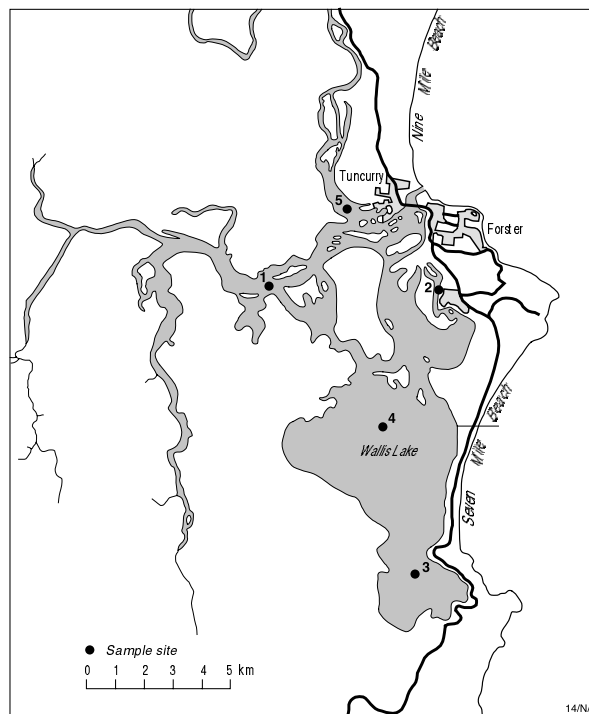 Nine Mile Beach
Tuncurry
5
Forster
1
2
4
Wallis Lake
Seven Mile Beach
3
Sample site
0 1 2 3 4 5 km